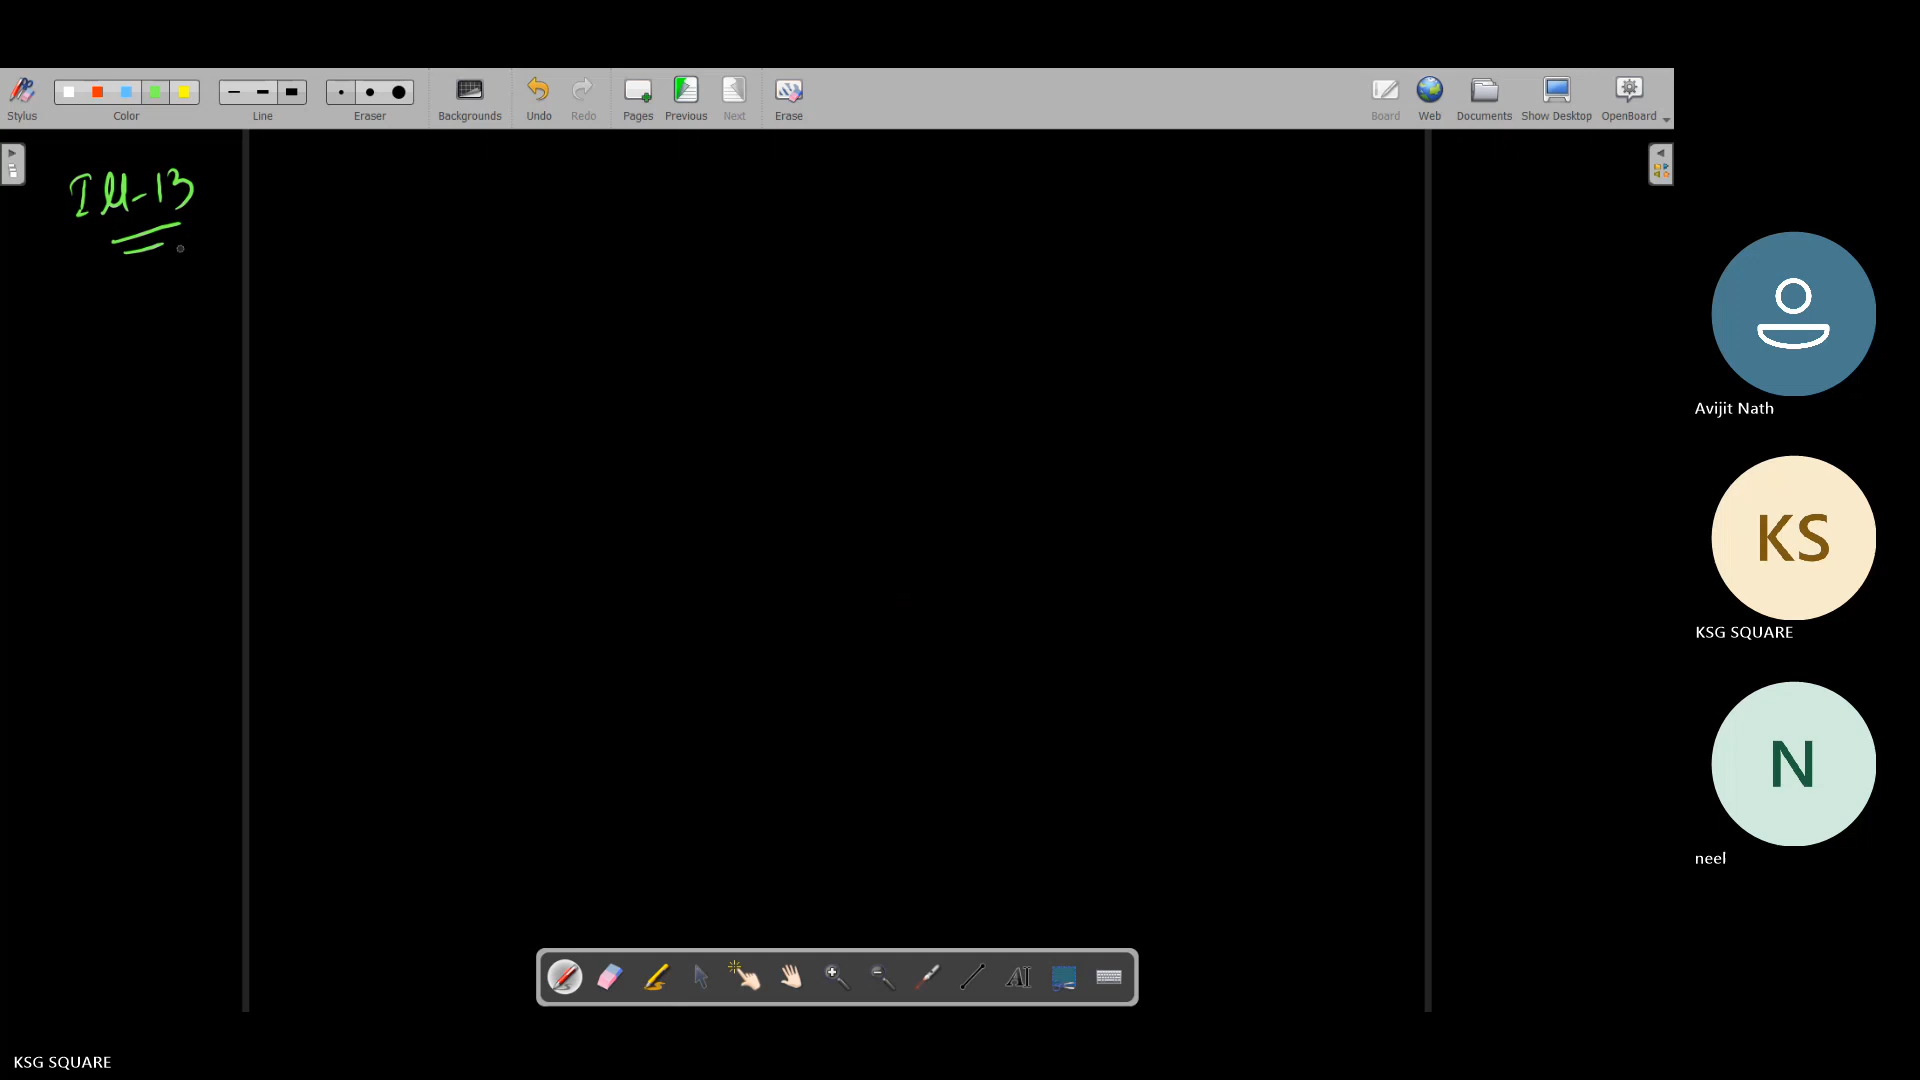 Stylus Color Line Eraser Backgrounds Undo Redo Pages Previous Next Erase Board Web Documents Show Desktop OpenBoard
Ill-13
Avijit Nath
KS
KSG SQUARE
N
neel
AI
KSG SQUARE